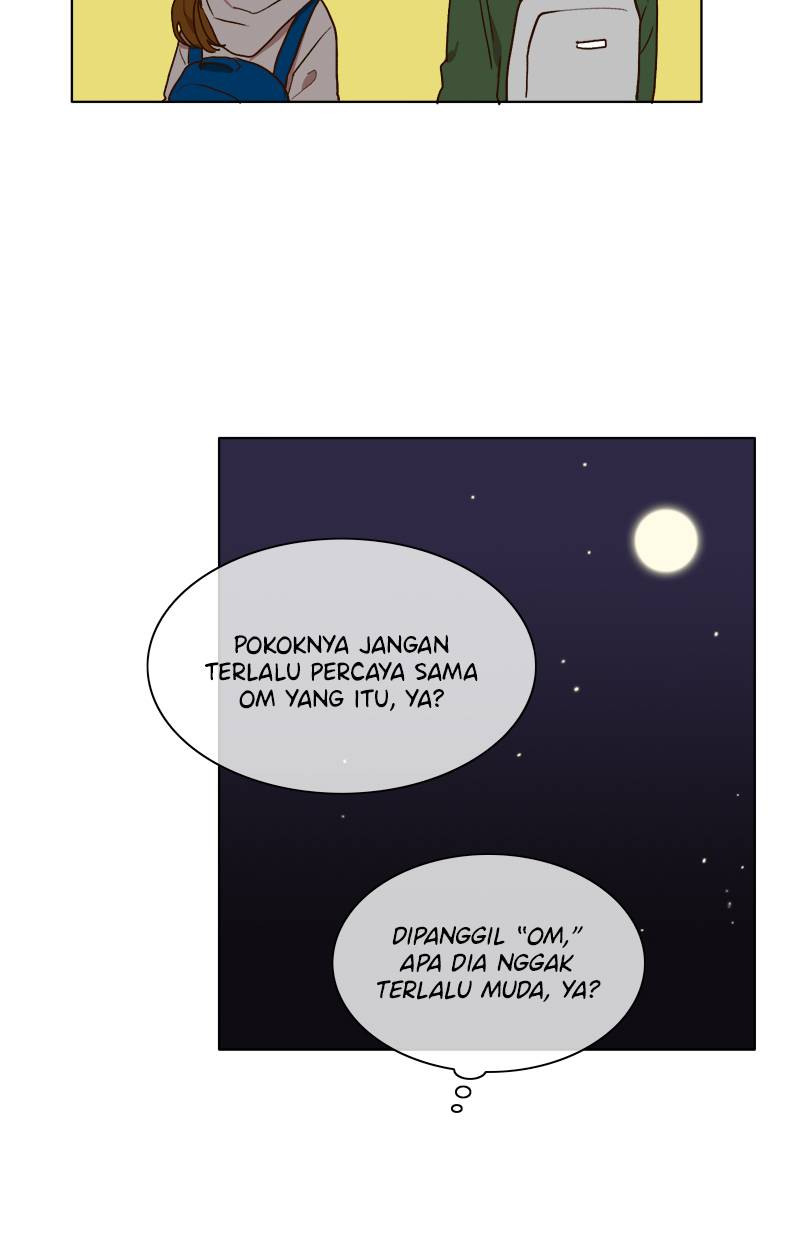 POKOKNYA JANGAN
TERLALU PERCAYA SAMA
OM YANG ITU, YA?
DIPANGGIL “OM,”
APA DIA NGGAK
TERLALU MUDA, YA?